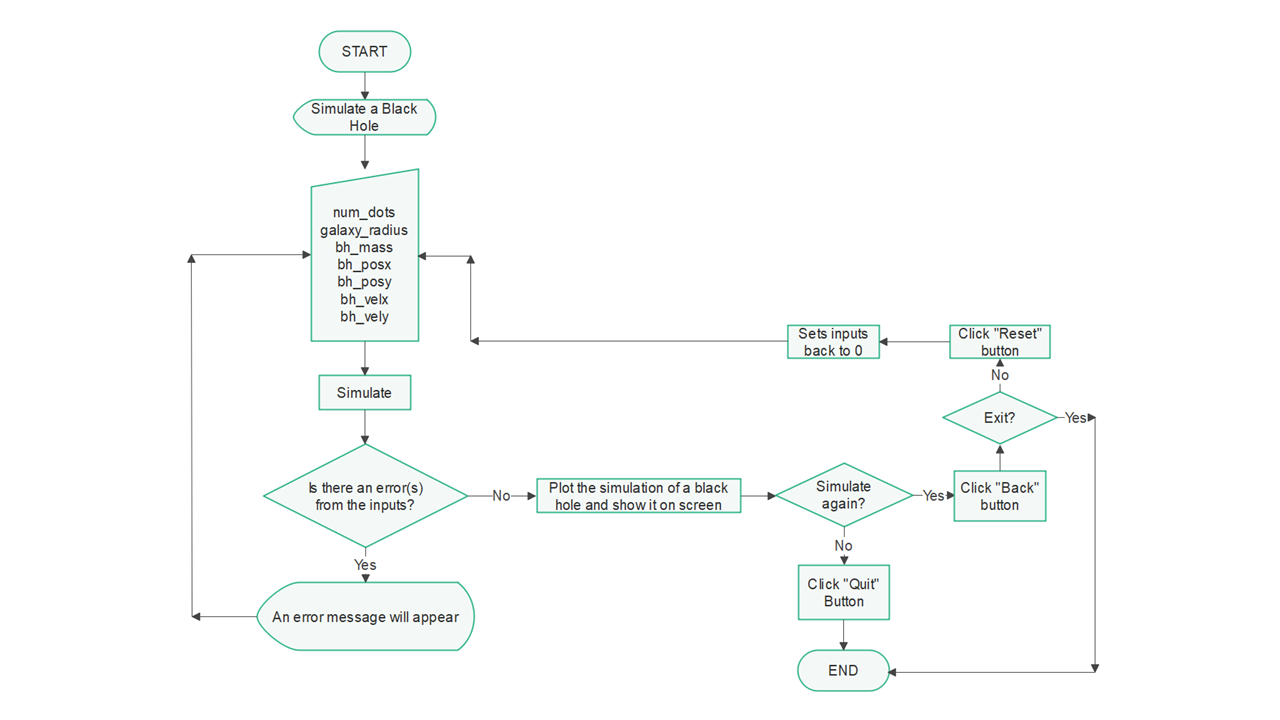 START
Simulate a Black
Hole
num_dots
galaxy_radius
bh_mass
bh_posx
bh_posy
bh_velx
bh_vely
Sets inputs
back to 0
Click "Reset"
button
No
Exit?
Yes
Simulate
Is there an error(s)
from the inputs?
No
Plot the simulation of a black
hole and show it on screen
Simulate
again?
Yes
Click "Back"
button
No
Yes
Click "Quit"
Button
An error message will appear
END